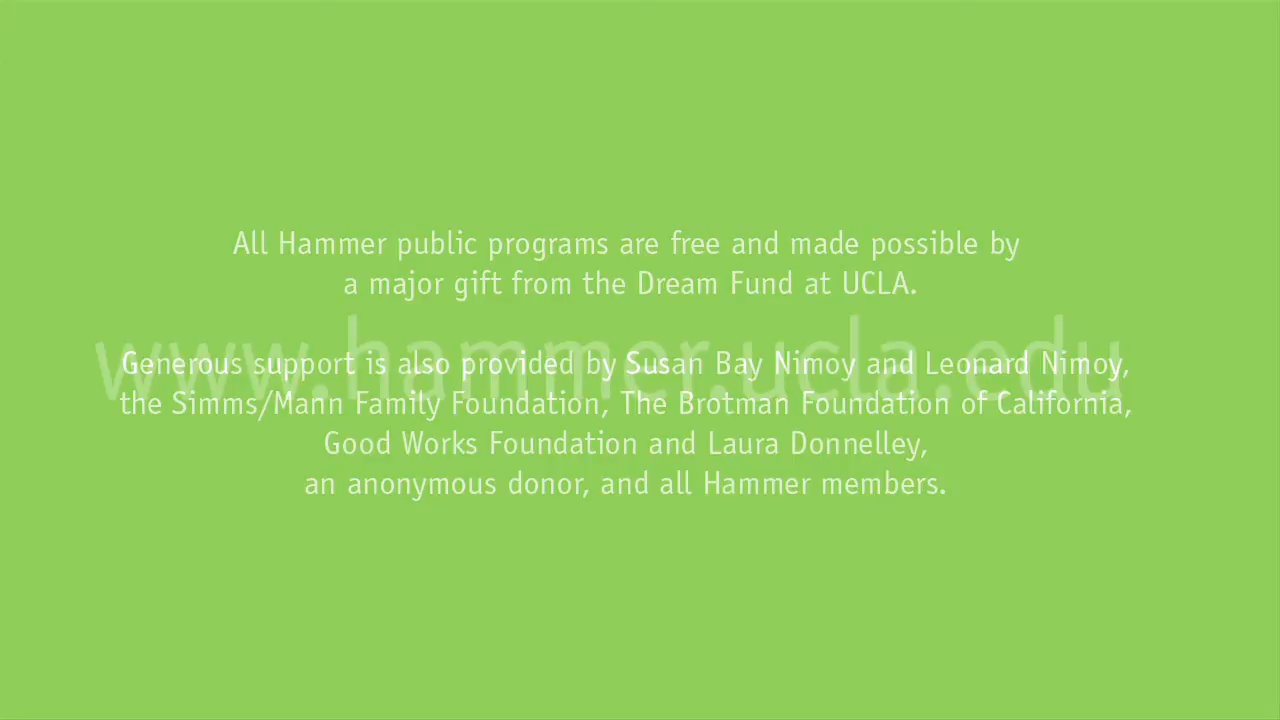 All Hammer public programs are free and made possible by
a major gift from the Dream Fund at UCLA.
www.hammer.ucla.edu
Generous support is also provided by Susan Bay Nimoy and Leonard Nimoy,
the Simms/Mann Family Foundation, The Brotman Foundation of California,
Good Works Foundation and Laura Donnelley,
an anonymous donor, and all Hammer members.